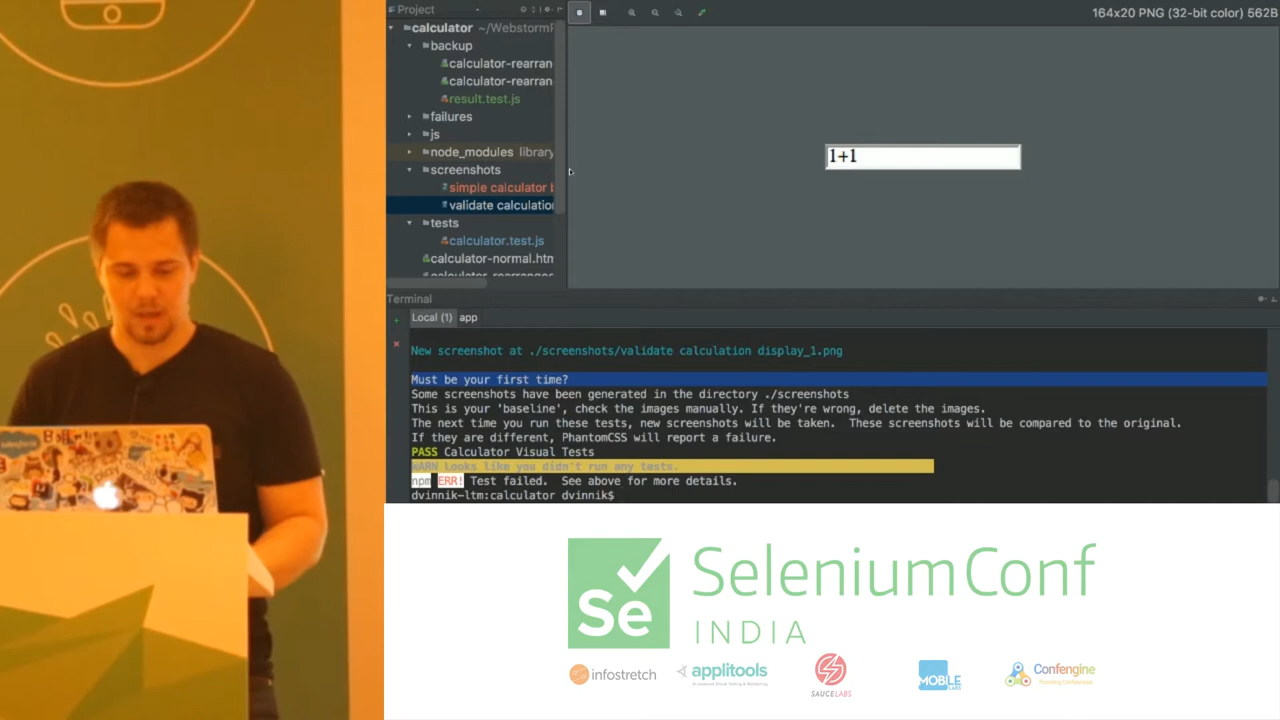 Project
164x20 PNG (32-bit color) 562B
calculator ~/WebstormP
backup
calculator-rearran
calculator-rearran
result.test.js
failures
js
node_modules library
screenshots
simple calculator b
validate calculation
tests
calculator.test.js
calculator-normal.htm
calculator rearranged
1+1
Terminal
Local (1) app
New screenshot at ./screenshots/validate calculation display_1.png
Must be your first time?
Some screenshots have been generated in the directory ./screenshots
This is your 'baseline', check the images manually. If they're wrong, delete the images.
The next time you run these tests, new screenshots will be taken. These screenshots will be compared to the original.
If they are different, PhantomCSS will report a failure.
PASS Calculator Visual Tests
WARN Looks like you didn't run any tests.
npm ERR! Test failed. See above for more details.
dvinnik-ltm:calculator dvinnik$
Se
SeleniumConf
INDIA
infostretch
applitools
SAUCELABS
MOBILE
LABS
Confengine